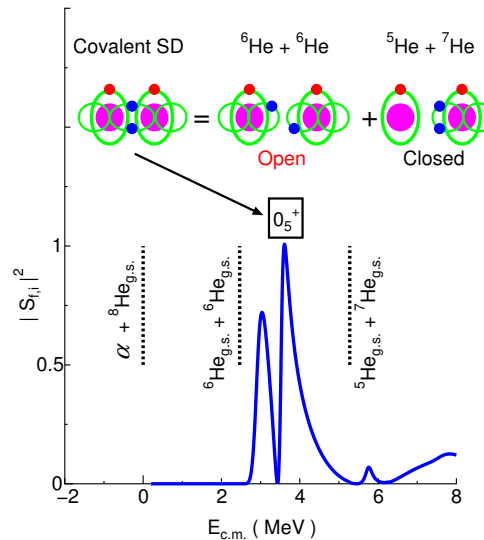 Covalent SD
⁶He + ⁶He
⁵He + ⁷He
=
+
Open
Closed
0₅⁺
| S_f,i |²
1
0.5
0
α + ⁸He_g.s.
⁶He_g.s. + ⁶He_g.s.
⁵He_g.s. + ⁷He_g.s.
−2
0
2
4
6
8
E_c.m. ( MeV )